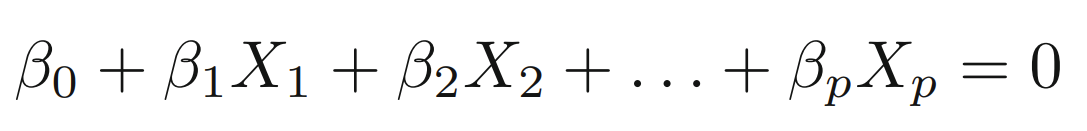 β₀ + β₁X₁ + β₂X₂ + . . . + βₚXₚ = 0